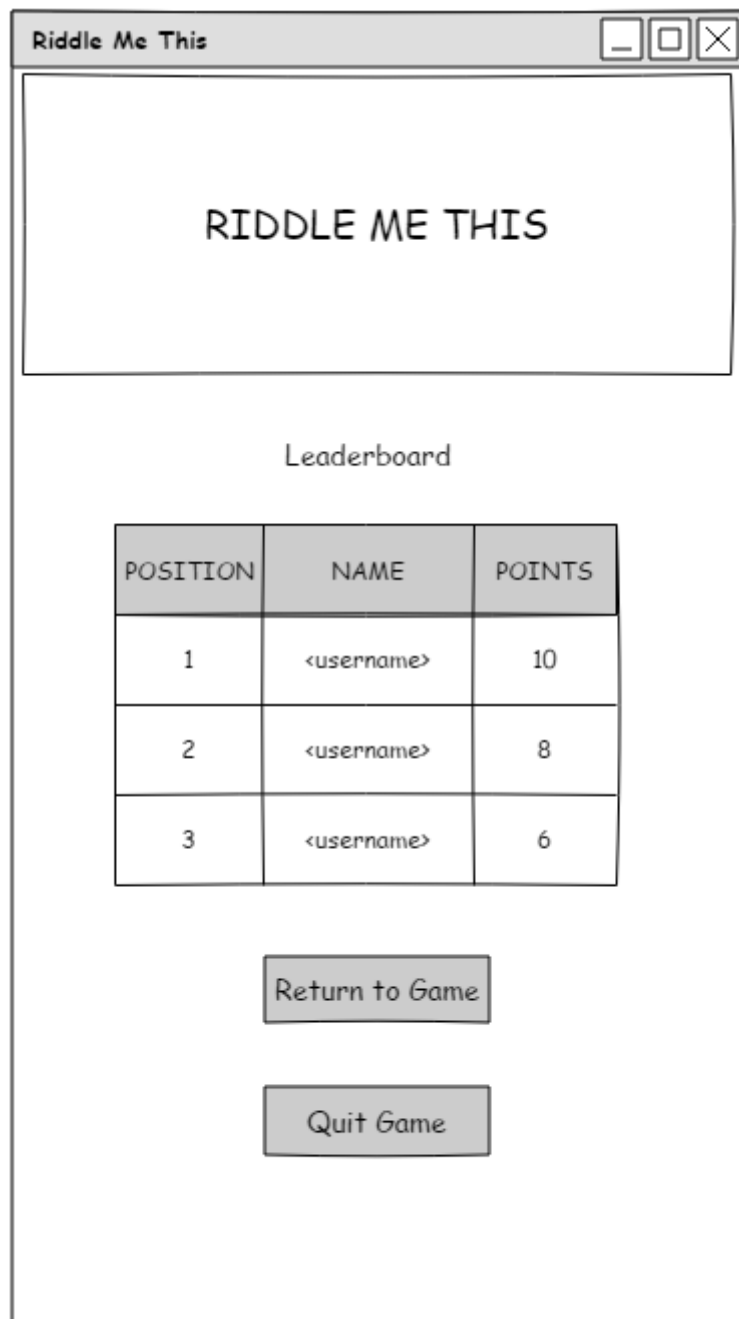 Riddle Me This
RIDDLE ME THIS
Leaderboard
POSITION NAME POINTS
1 <username> 10
2 <username> 8
3 <username> 6
Return to Game
Quit Game